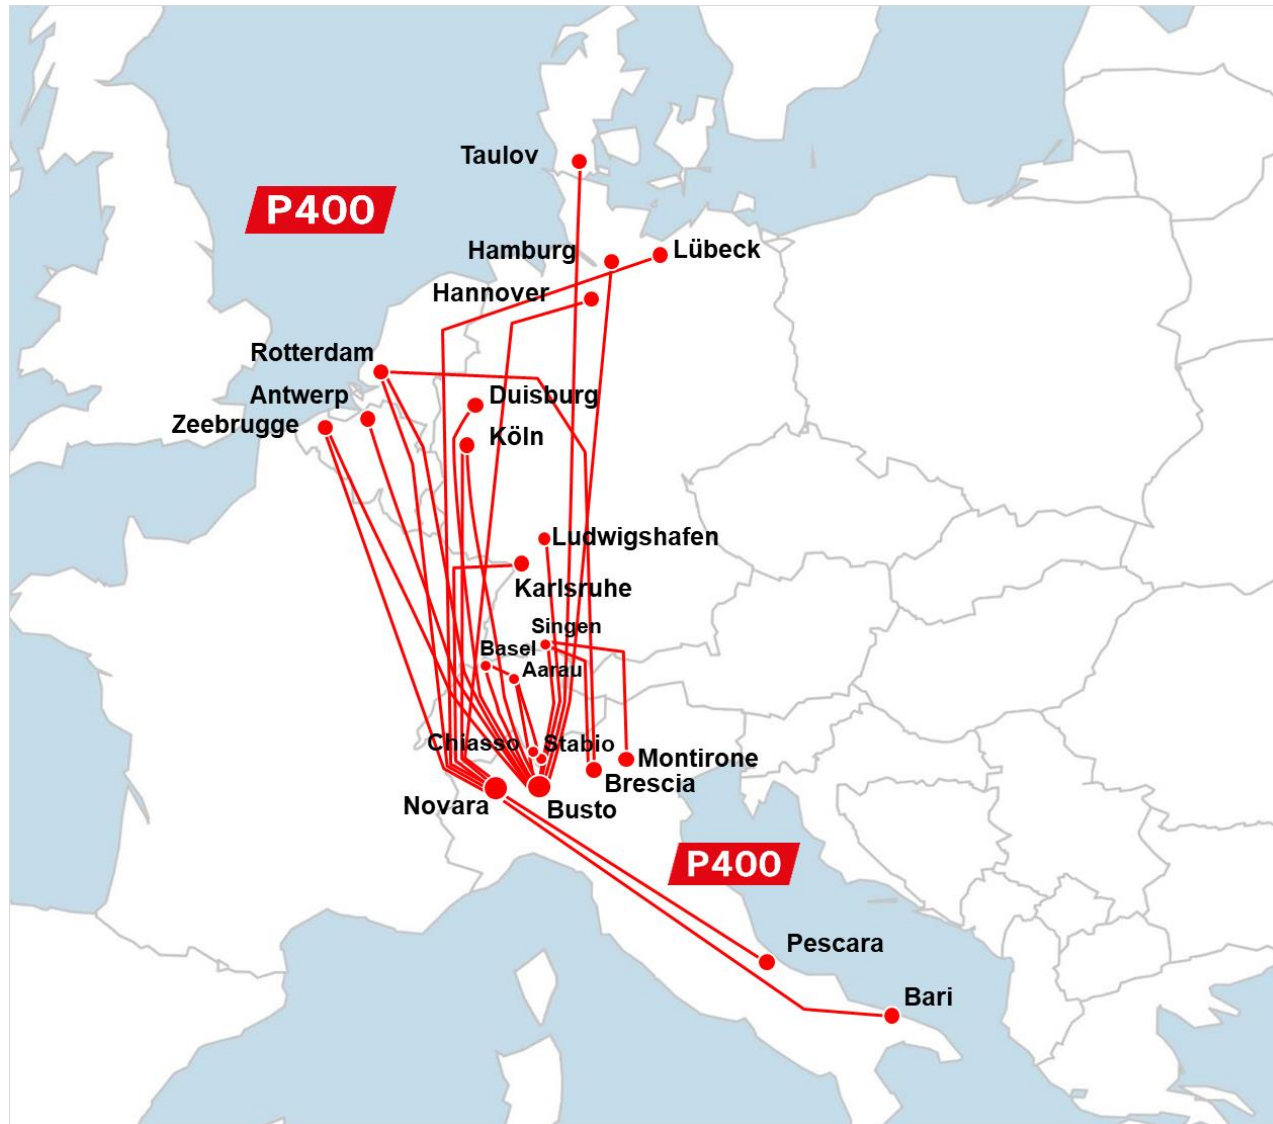 Taulov
P400
Hamburg
Lübeck
Hannover
Rotterdam
Antwerp
Duisburg
Zeebrugge
Köln
Ludwigshafen
Karlsruhe
Singen
Basel
Aarau
Chiasso
Stabio
Montirone
Brescia
Novara
Busto
P400
Pescara
Bari